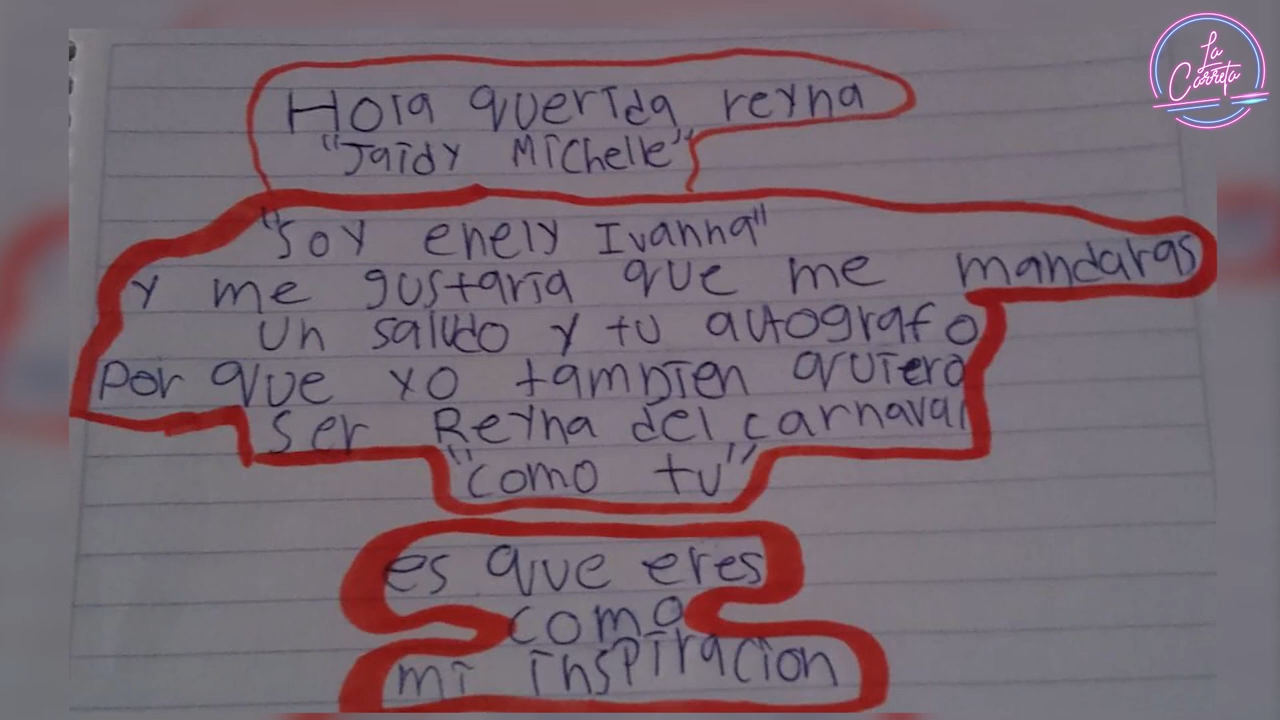 Hola querida reyna
"Jaidy Michelle"
"Soy enely Ivanna"
y me gustaria que me mandaras
un saludo y tu autografo
por que yo tambien quiero
ser Reyna del carnaval
"como tu"
es que eres
como
mi inspiracion
La Carreta